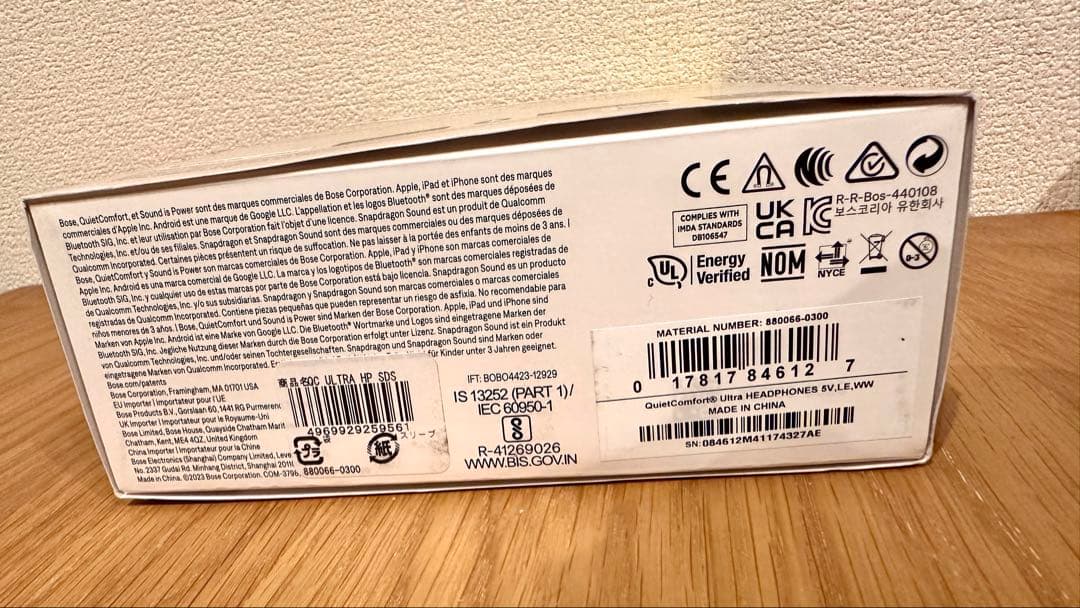 Bose, QuietComfort, et Sound is Power sont des marques commerciales de Bose Corporation. Apple, iPad et iPhone sont des marques
commerciales d'Apple Inc. Android est une marque de Google LLC. L'appellation et les logos Bluetooth® sont des marques déposées de
Bluetooth SIG, Inc. et leur utilisation par Bose Corporation fait l'objet d'une licence. Snapdragon Sound est un produit de Qualcomm
Technologies, Inc. et/ou de ses filiales. Snapdragon et Snapdragon Sound sont des marques commerciales ou des marques déposées de
Qualcomm Incorporated. Certaines pièces présentent un risque de suffocation. Ne pas laisser à la portée des enfants de moins de 3 ans. |
Bose, QuietComfort y Sound is Power son marcas comerciales de Bose Corporation. Apple, iPad y iPhone son marcas comerciales de
Apple Inc. Android es una marca comercial de Google LLC. La marca y los logotipos de Bluetooth® son marcas comerciales registradas de
Bluetooth SIG, Inc. y cualquier uso de estas marcas por parte de Bose Corporation está bajo licencia. Snapdragon Sound es un producto
de Qualcomm Technologies, Inc. y/o sus subsidiarias. Snapdragon y Snapdragon Sound son marcas comerciales o marcas comerciales
registradas de Qualcomm Incorporated. Contiene piezas pequeñas que pueden representar un riesgo de asfixia. No recomendable para
niños menores de 3 años. | Bose, QuietComfort und Sound is Power sind Marken der Bose Corporation. Apple, iPad und iPhone sind
Marken von Apple Inc. Android ist eine Marke von Google LLC. Die Bluetooth® Wortmarke und Logos sind eingetragene Marken der
Bluetooth SIG, Inc. Jegliche Nutzung dieser Marken durch die Bose Corporation erfolgt unter Lizenz. Snapdragon Sound ist ein Produkt
von Qualcomm Technologies, Inc. und/oder seinen Tochtergesellschaften. Snapdragon und Snapdragon Sound sind Marken oder
eingetragene Marken von Qualcomm Incorporated. für Kinder unter 3 Jahren geeignet.
Bose.com/patents
Bose Corporation, Framingham, MA 01701 USA
EU Importer | Importateur pour l'UE
Bose Products B.V., Gorslaan 60, 1441 RG Purmerend
UK Importer | Importateur pour le Royaume-Uni
Bose Limited, Bose House, Quayside Chatham Mari
Chatham, Kent, ME4 4QZ, United Kingdom
China Importer | Importateur pour la China
Bose Electronics (Shanghai) Company Limited, Leve
No. 2337 Gudai Rd. Minhang District, Shanghai 2011
Made in China. ©2023 Bose Corporation. COM-3796
商品名QC ULTRA HP SDS
4969929259561
プラ
紙
スリーブ
880066-0300
IFT: BOBO4423-12929
IS 13252 (PART 1)/
IEC 60950-1
R-41269026
WWW.BIS.GOV.IN
CE
R-R-Bos-440108
보스코리아 유한회사
COMPLIES WITH
IMDA STANDARDS
DB106547
UK
CA
c UL
Energy
Verified
NOM
NYCE
0-3
MATERIAL NUMBER: 880066-0300
0 17817 84612 7
QuietComfort® Ultra HEADPHONES 5V,LE,WW
MADE IN CHINA
SN:084612M41174327AE